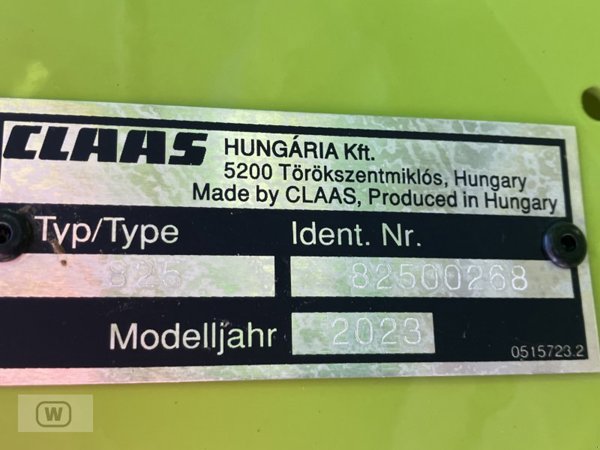 CLAAS HUNGÁRIA Kft.
5200 Törökszentmiklós, Hungary
Made by CLAAS, Produced in Hungary
Typ/Type Ident. Nr.
825 82500268
Modelljahr 2023
0515723.2
W